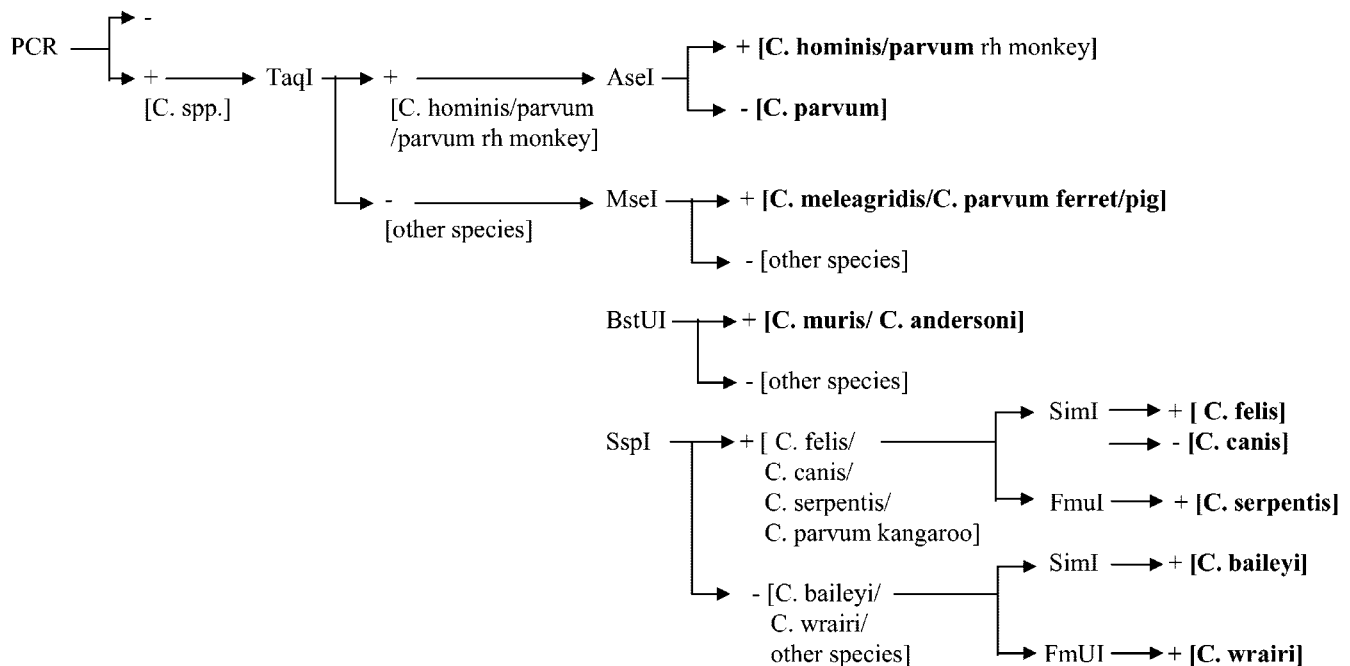 -
PCR
+
[C. spp.]
TaqI
+
[C. hominis/parvum
/parvum rh monkey]
AseI
+ [C. hominis/parvum rh monkey]
- [C. parvum]
-
[other species]
MseI
+ [C. meleagridis/C. parvum ferret/pig]
- [other species]
BstUI
+ [C. muris/ C. andersoni]
- [other species]
SspI
+ [ C. felis/
C. canis/
C. serpentis/
C. parvum kangaroo]
SimI
+ [ C. felis]
- [C. canis]
FmuI
+ [C. serpentis]
- [C. baileyi/
C. wrairi/
other species]
SimI
+ [C. baileyi]
FmUI
+ [C. wrairi]